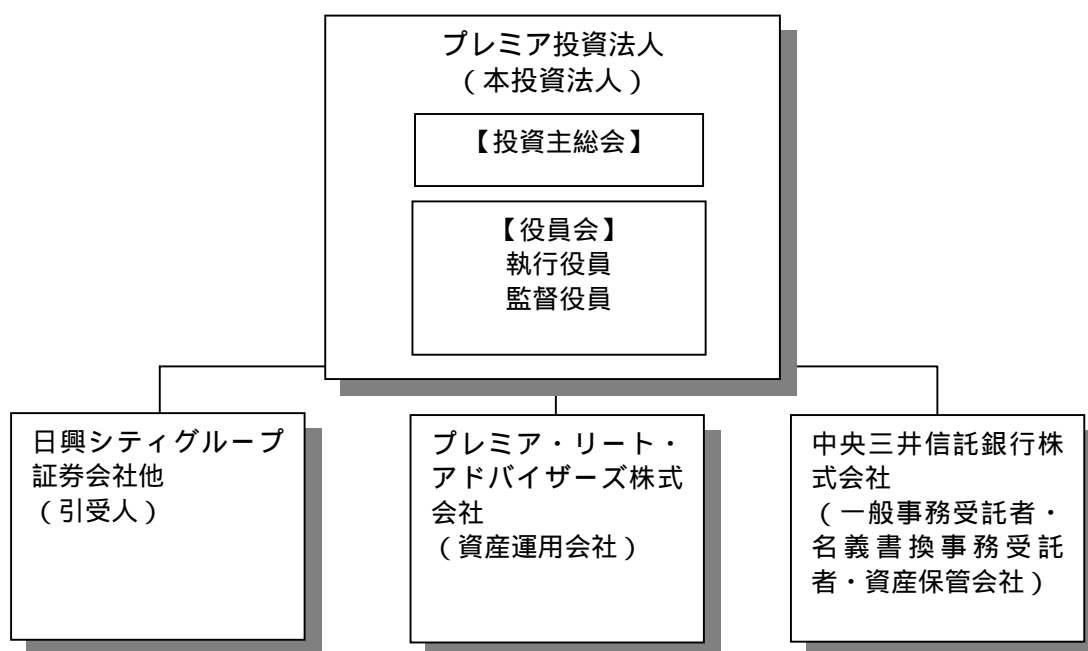 プレミア投資法人
（本投資法人）
【投資主総会】
【役員会】
執行役員
監督役員
日興シティグループ
証券会社他
（引受人）
プレミア・リート・
アドバイザーズ株式
会社
（資産運用会社）
中央三井信託銀行株
式会社
（一般事務受託者・
名義書換事務受託
者・資産保管会社）